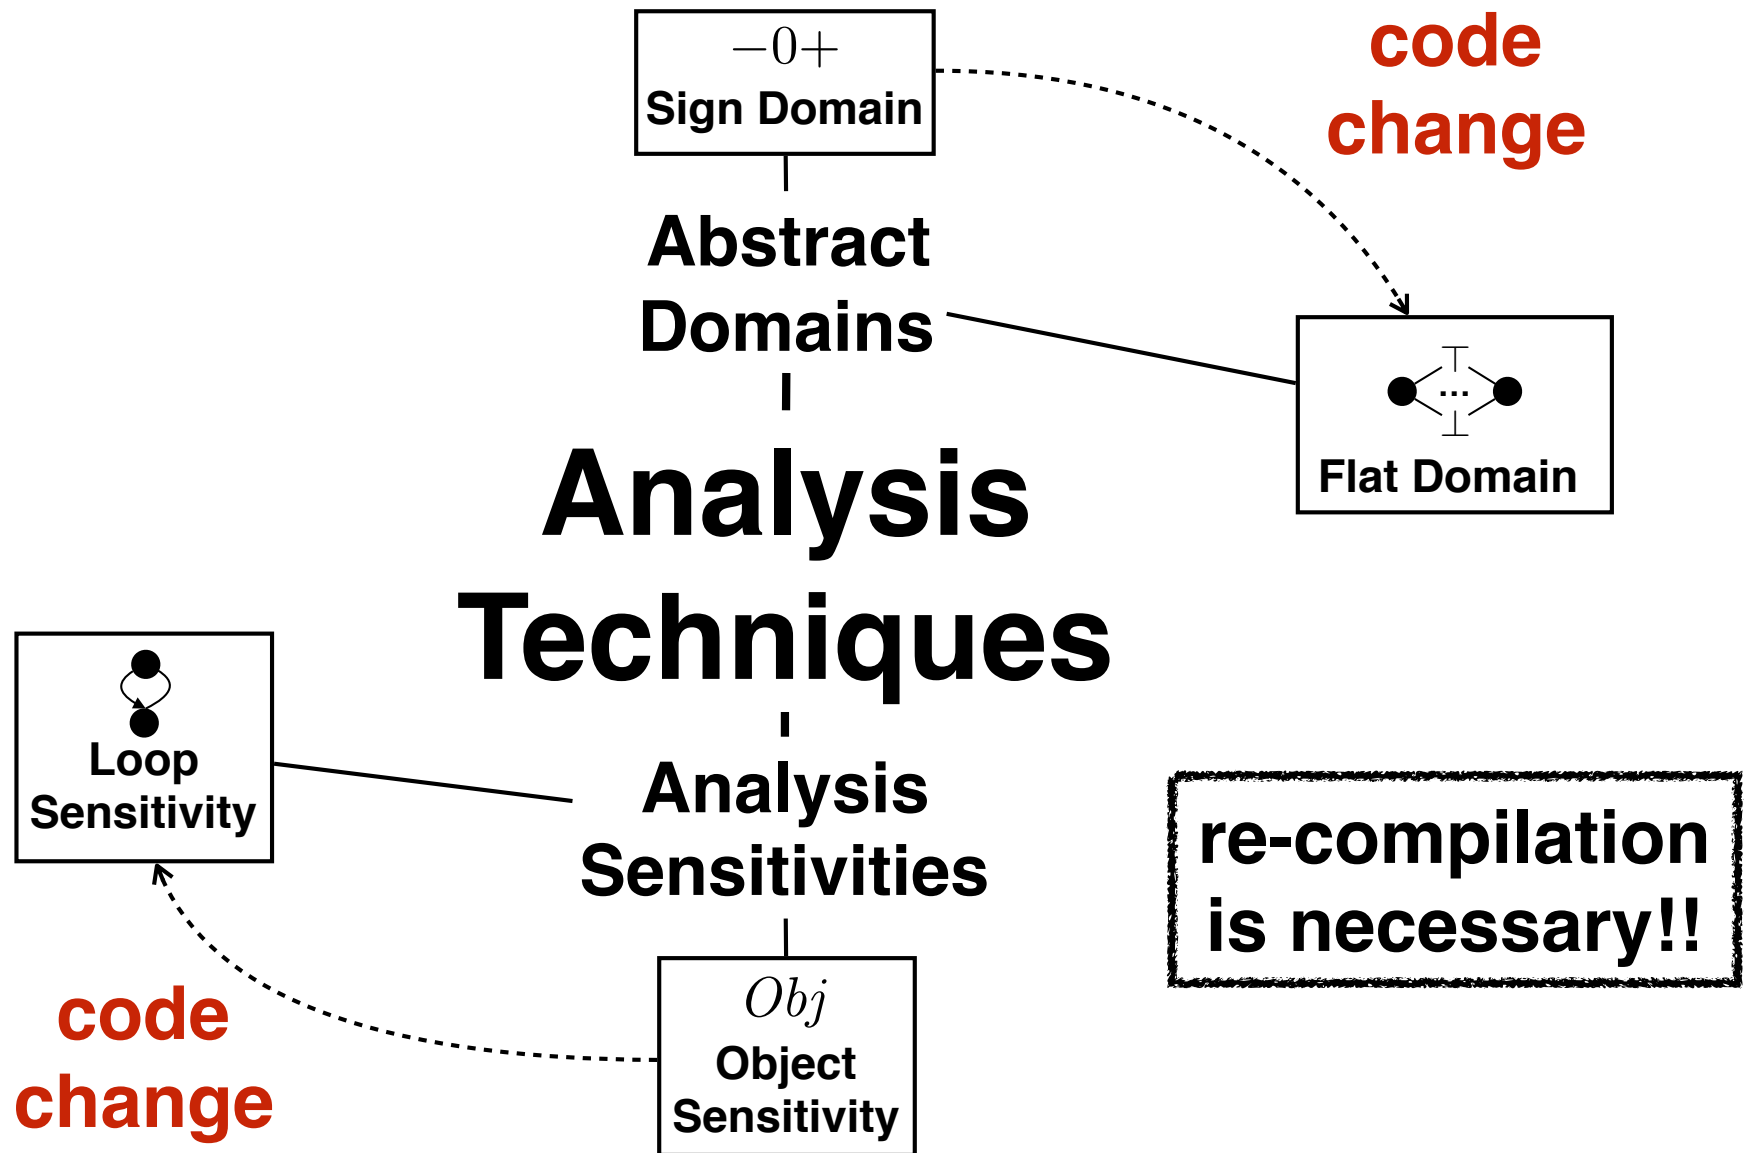 −0+
Sign Domain
code
change
Abstract
Domains
⊤
...
⊥
Flat Domain
Analysis
Techniques
Loop
Sensitivity
Analysis
Sensitivities
re-compilation
is necessary!!
code
change
Obj
Object
Sensitivity